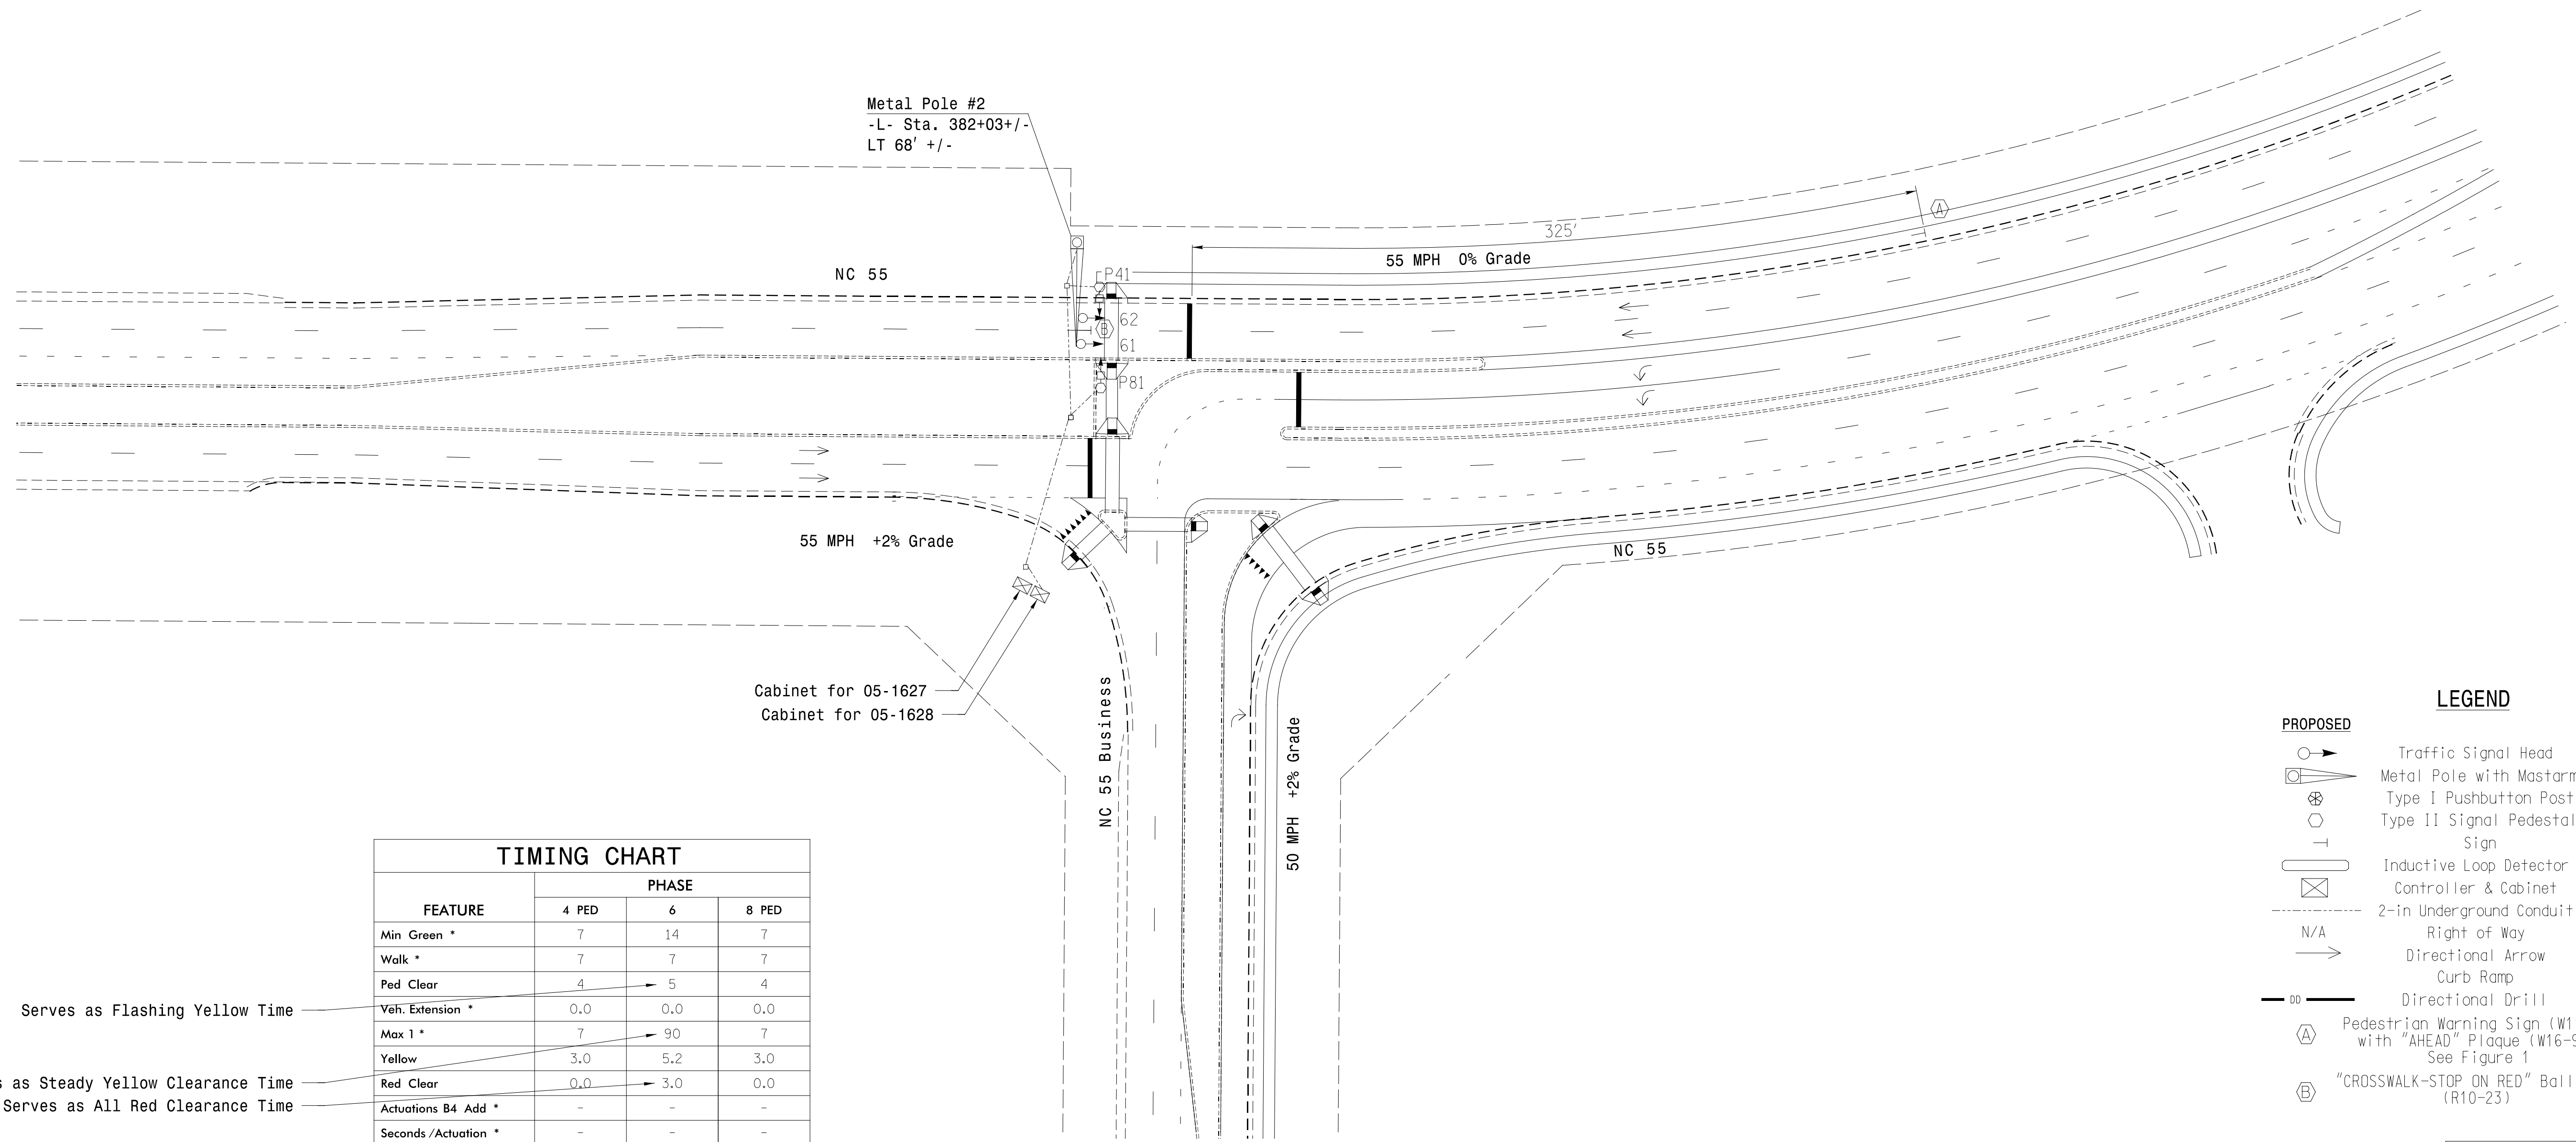 Metal Pole #2
-L- Sta. 382+03+/-
LT 68' +/-
NC 55
P41
62
B
61
P81
325'
A
55 MPH 0% Grade
55 MPH +2% Grade
NC 55
Cabinet for 05-1627
Cabinet for 05-1628
NC 55 Business
50 MPH +2% Grade
TIMING CHART
FEATURE
PHASE
4 PED 6 8 PED
Min Green * 7 14 7
Walk * 7 7 7
Ped Clear 4 5 4
Veh. Extension * 0.0 0.0 0.0
Max 1 * 7 90 7
Yellow 3.0 5.2 3.0
Red Clear 0.0 3.0 0.0
Actuations B4 Add * - - -
Seconds /Actuation * - - -
Serves as Flashing Yellow Time
s as Steady Yellow Clearance Time
Serves as All Red Clearance Time
LEGEND
PROPOSED
Traffic Signal Head
Metal Pole with Mastarm
Type I Pushbutton Post
Type II Signal Pedestal
Sign
Inductive Loop Detector
Controller & Cabinet
2-in Underground Conduit
N/A Right of Way
Directional Arrow
Curb Ramp
DD Directional Drill
A Pedestrian Warning Sign (W1
with "AHEAD" Plaque (W16-9
See Figure 1
B "CROSSWALK-STOP ON RED" Ball
(R10-23)